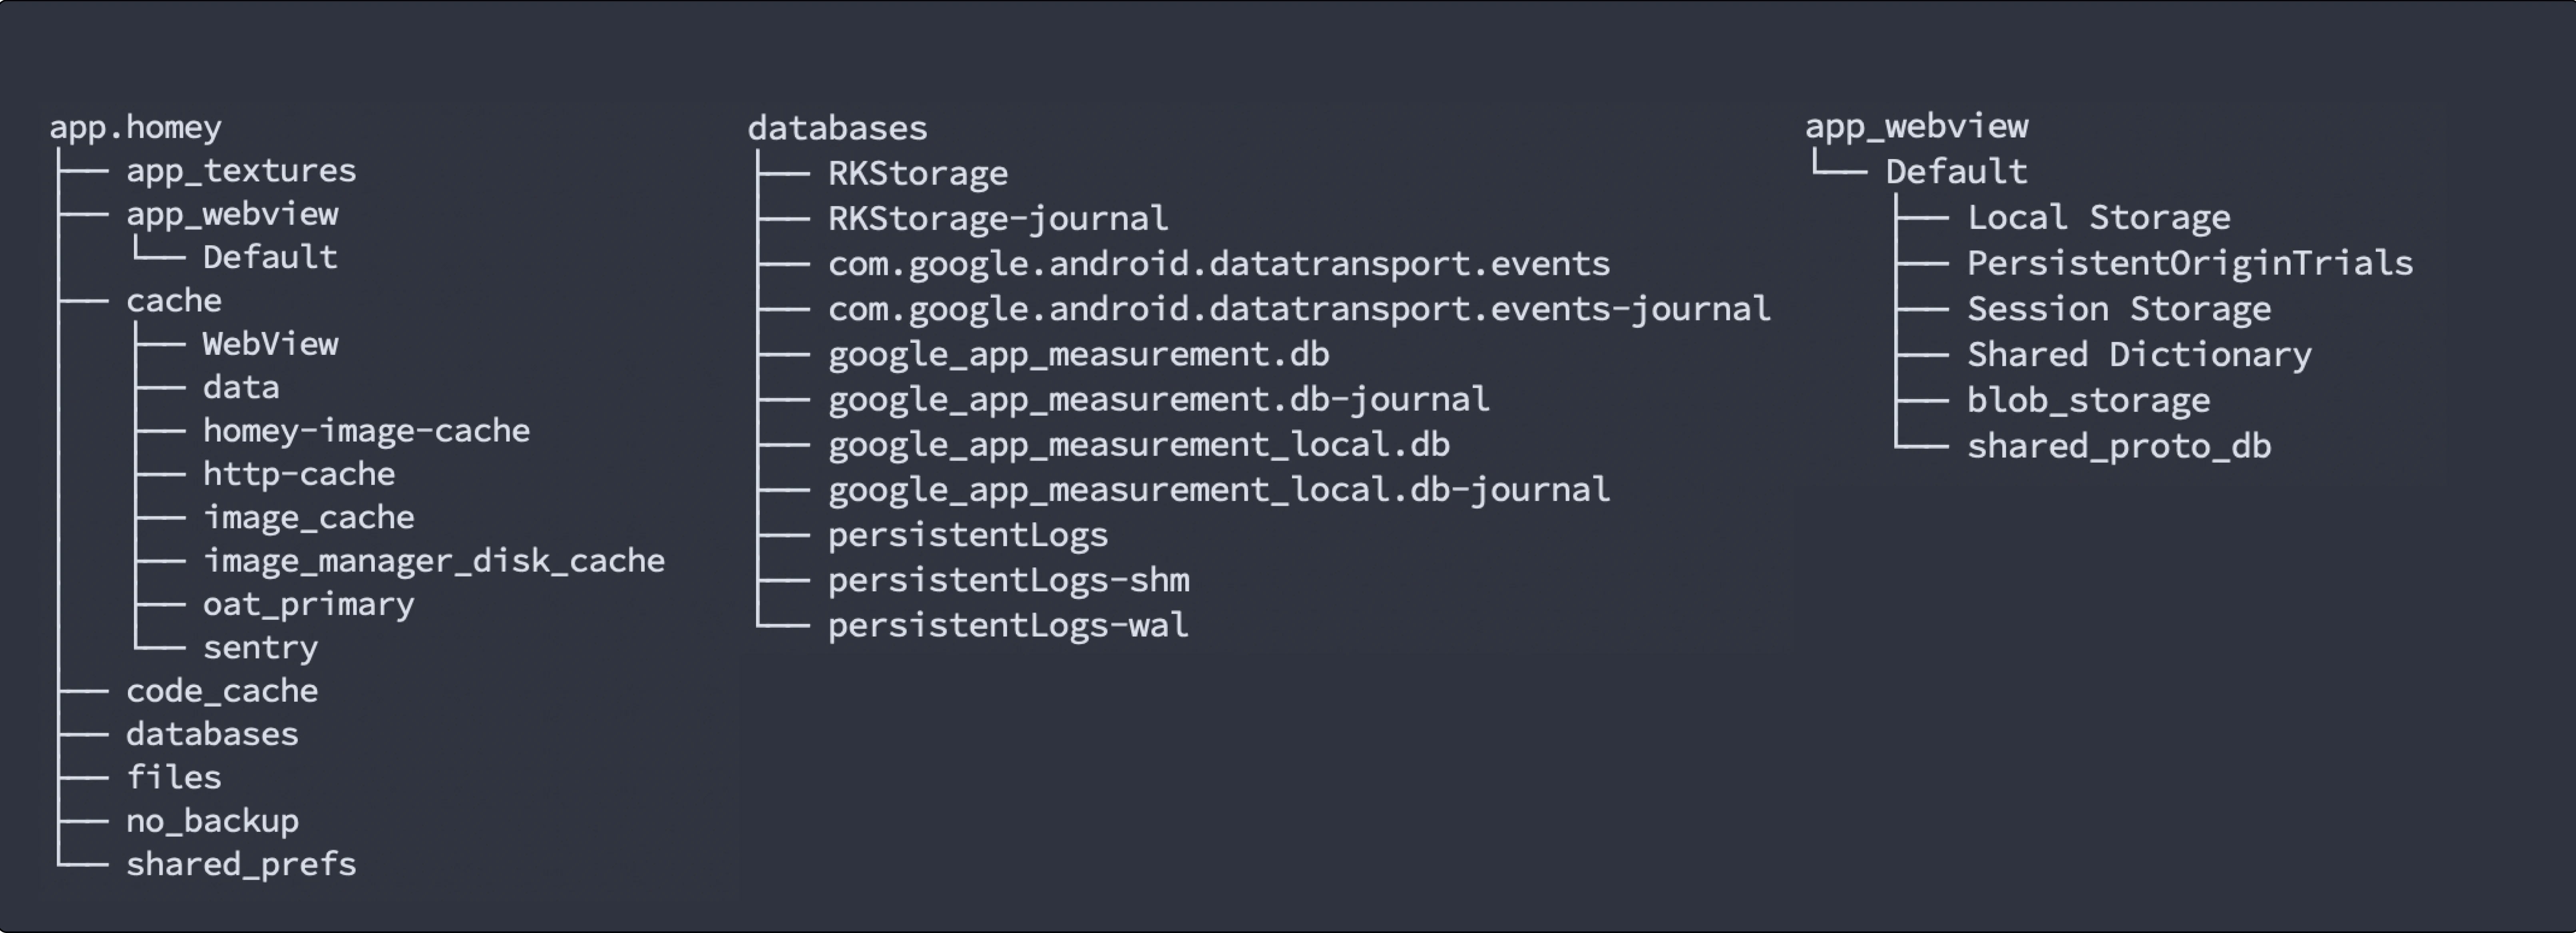 app.homey
├── app_textures
├── app_webview
│   └── Default
├── cache
│   ├── WebView
│   ├── data
│   ├── homey-image-cache
│   ├── http-cache
│   ├── image_cache
│   ├── image_manager_disk_cache
│   ├── oat_primary
│   └── sentry
├── code_cache
├── databases
├── files
├── no_backup
└── shared_prefs
databases
├── RKStorage
├── RKStorage-journal
├── com.google.android.datatransport.events
├── com.google.android.datatransport.events-journal
├── google_app_measurement.db
├── google_app_measurement.db-journal
├── google_app_measurement_local.db
├── google_app_measurement_local.db-journal
├── persistentLogs
├── persistentLogs-shm
└── persistentLogs-wal
app_webview
└── Default
    ├── Local Storage
    ├── PersistentOriginTrials
    ├── Session Storage
    ├── Shared Dictionary
    ├── blob_storage
    └── shared_proto_db